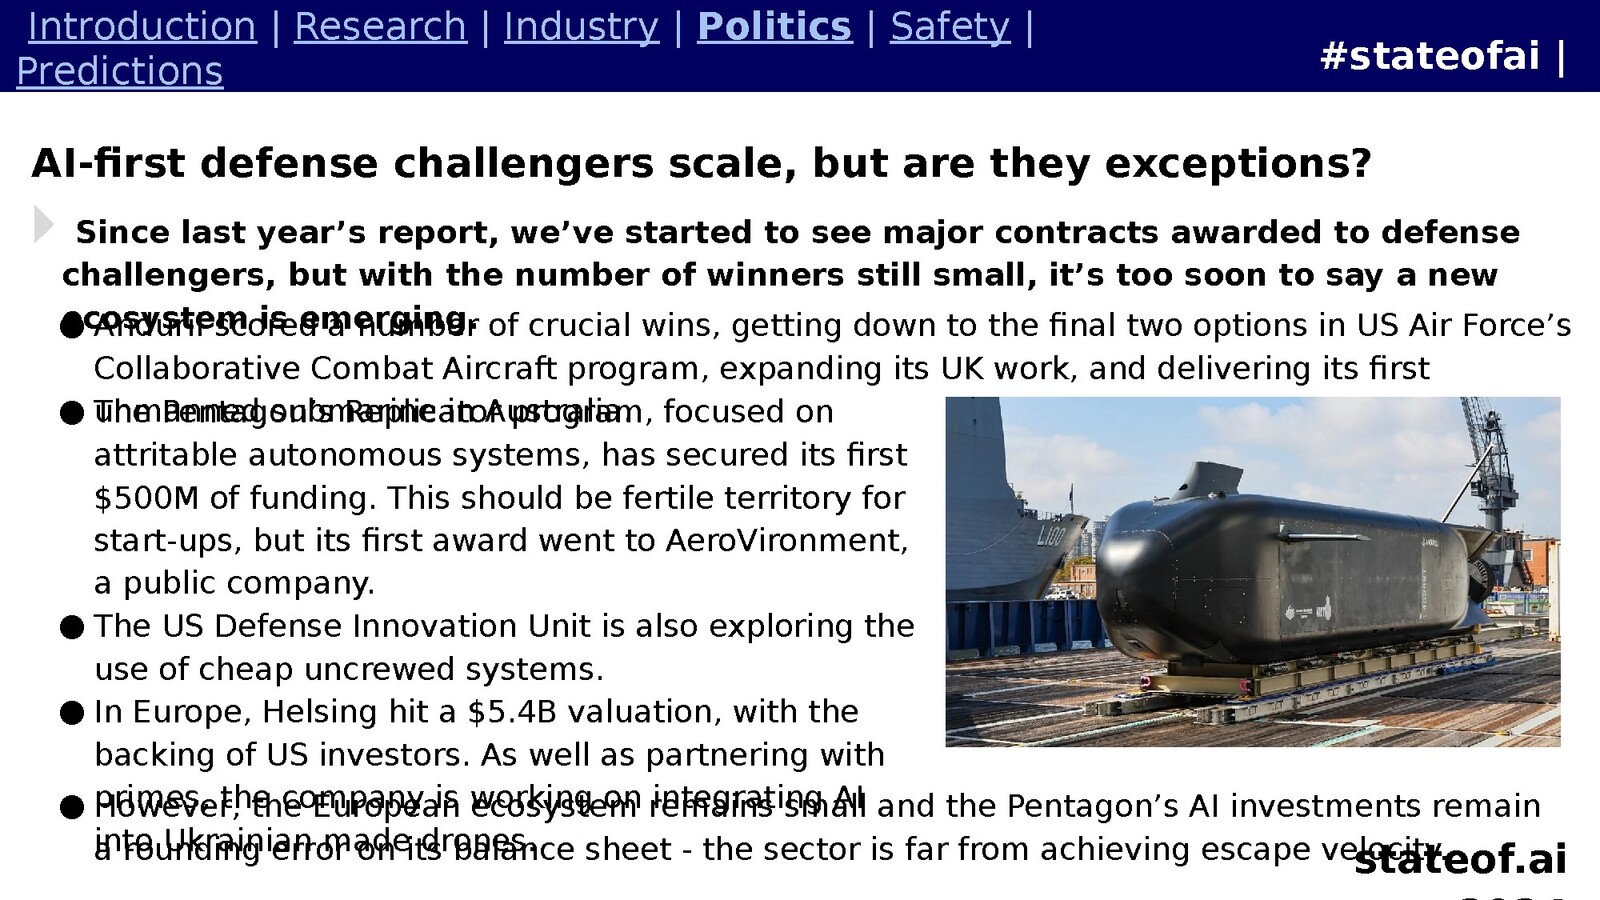 Introduction | Research | Industry | Politics | Safety |
Predictions
#stateofai |
AI-first defense challengers scale, but are they exceptions?
Since last year’s report, we’ve started to see major contracts awarded to defense
challengers, but with the number of winners still small, it’s too soon to say a new
ecosystem is emerging.
● Anduril scored a number of crucial wins, getting down to the final two options in US Air Force’s
Collaborative Combat Aircraft program, expanding its UK work, and delivering its first
unmanned submarine in Australia.
● The Pentagon’s Replicator program, focused on
attritable autonomous systems, has secured its first
$500M of funding. This should be fertile territory for
start-ups, but its first award went to AeroVironment,
a public company.
● The US Defense Innovation Unit is also exploring the
use of cheap uncrewed systems.
● In Europe, Helsing hit a $5.4B valuation, with the
backing of US investors. As well as partnering with
primes, the company is working on integrating AI
into Ukrainian made drones.
● However, the European ecosystem remains small and the Pentagon’s AI investments remain
a rounding error on its balance sheet - the sector is far from achieving escape velocity.
L100
stateof.ai